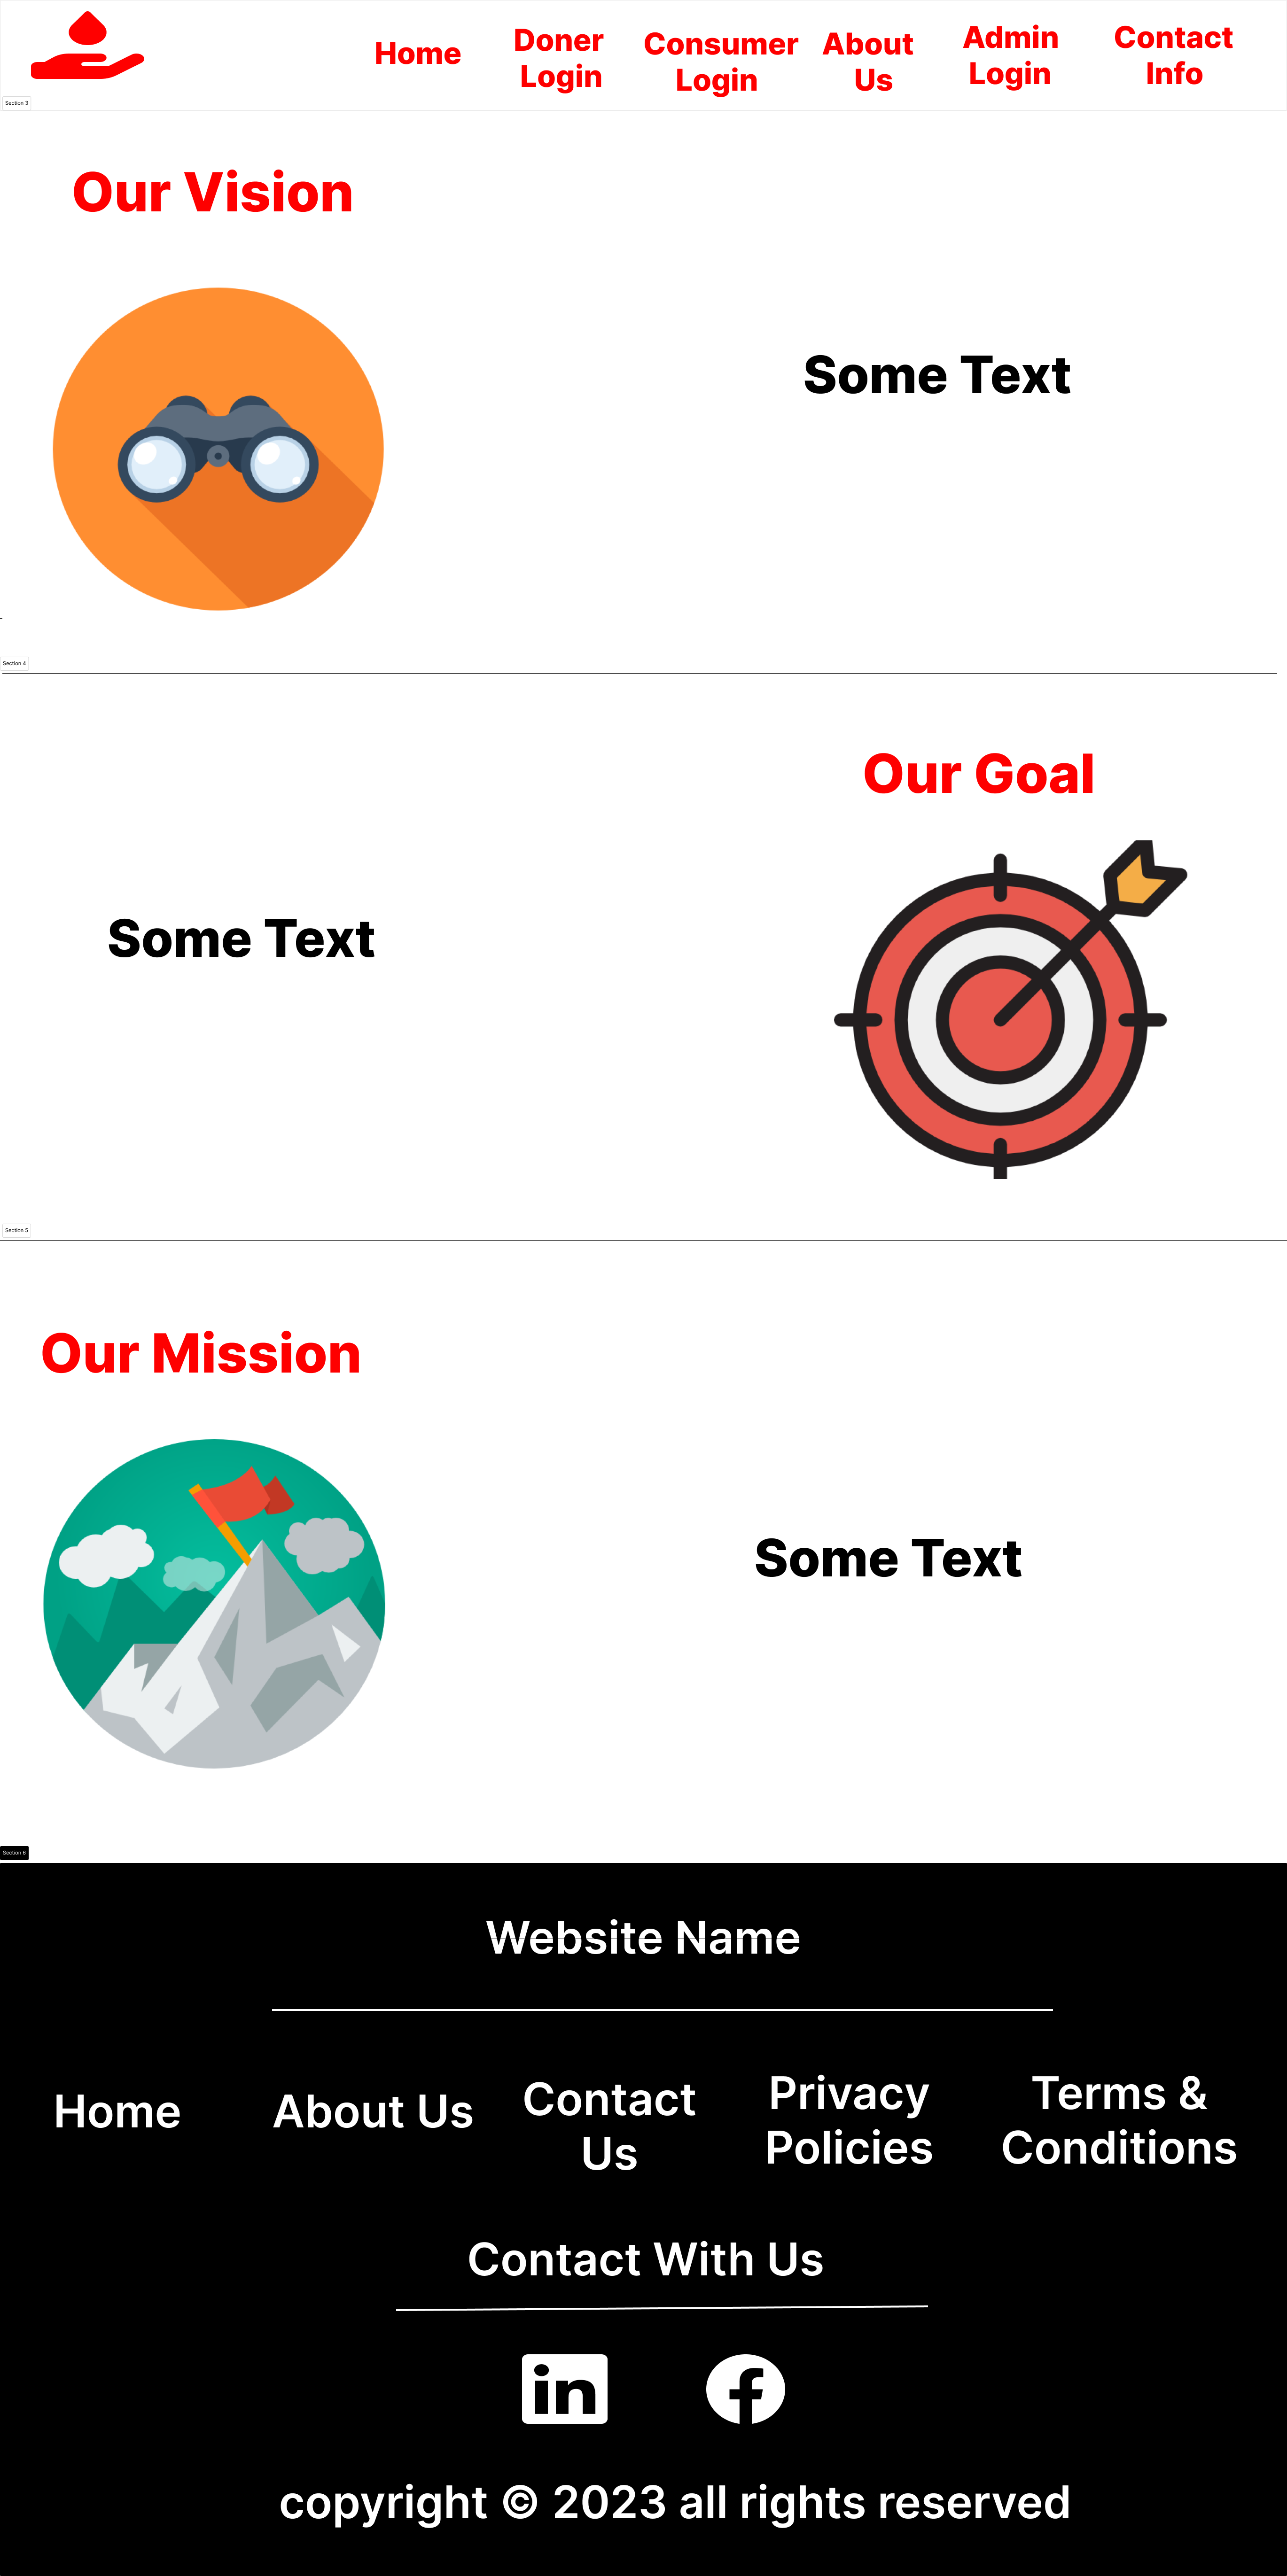 Home
Doner
Login
Consumer
Login
About
Us
Admin
Login
Contact
Info
Section 3
Our Vision
Some Text
Section 4
Our Goal
Some Text
Section 5
Our Mission
Some Text
Section 6
Website Name
Home
About Us
Contact
Us
Privacy
Policies
Terms &
Conditions
Contact With Us
in
f
copyright © 2023 all rights reserved